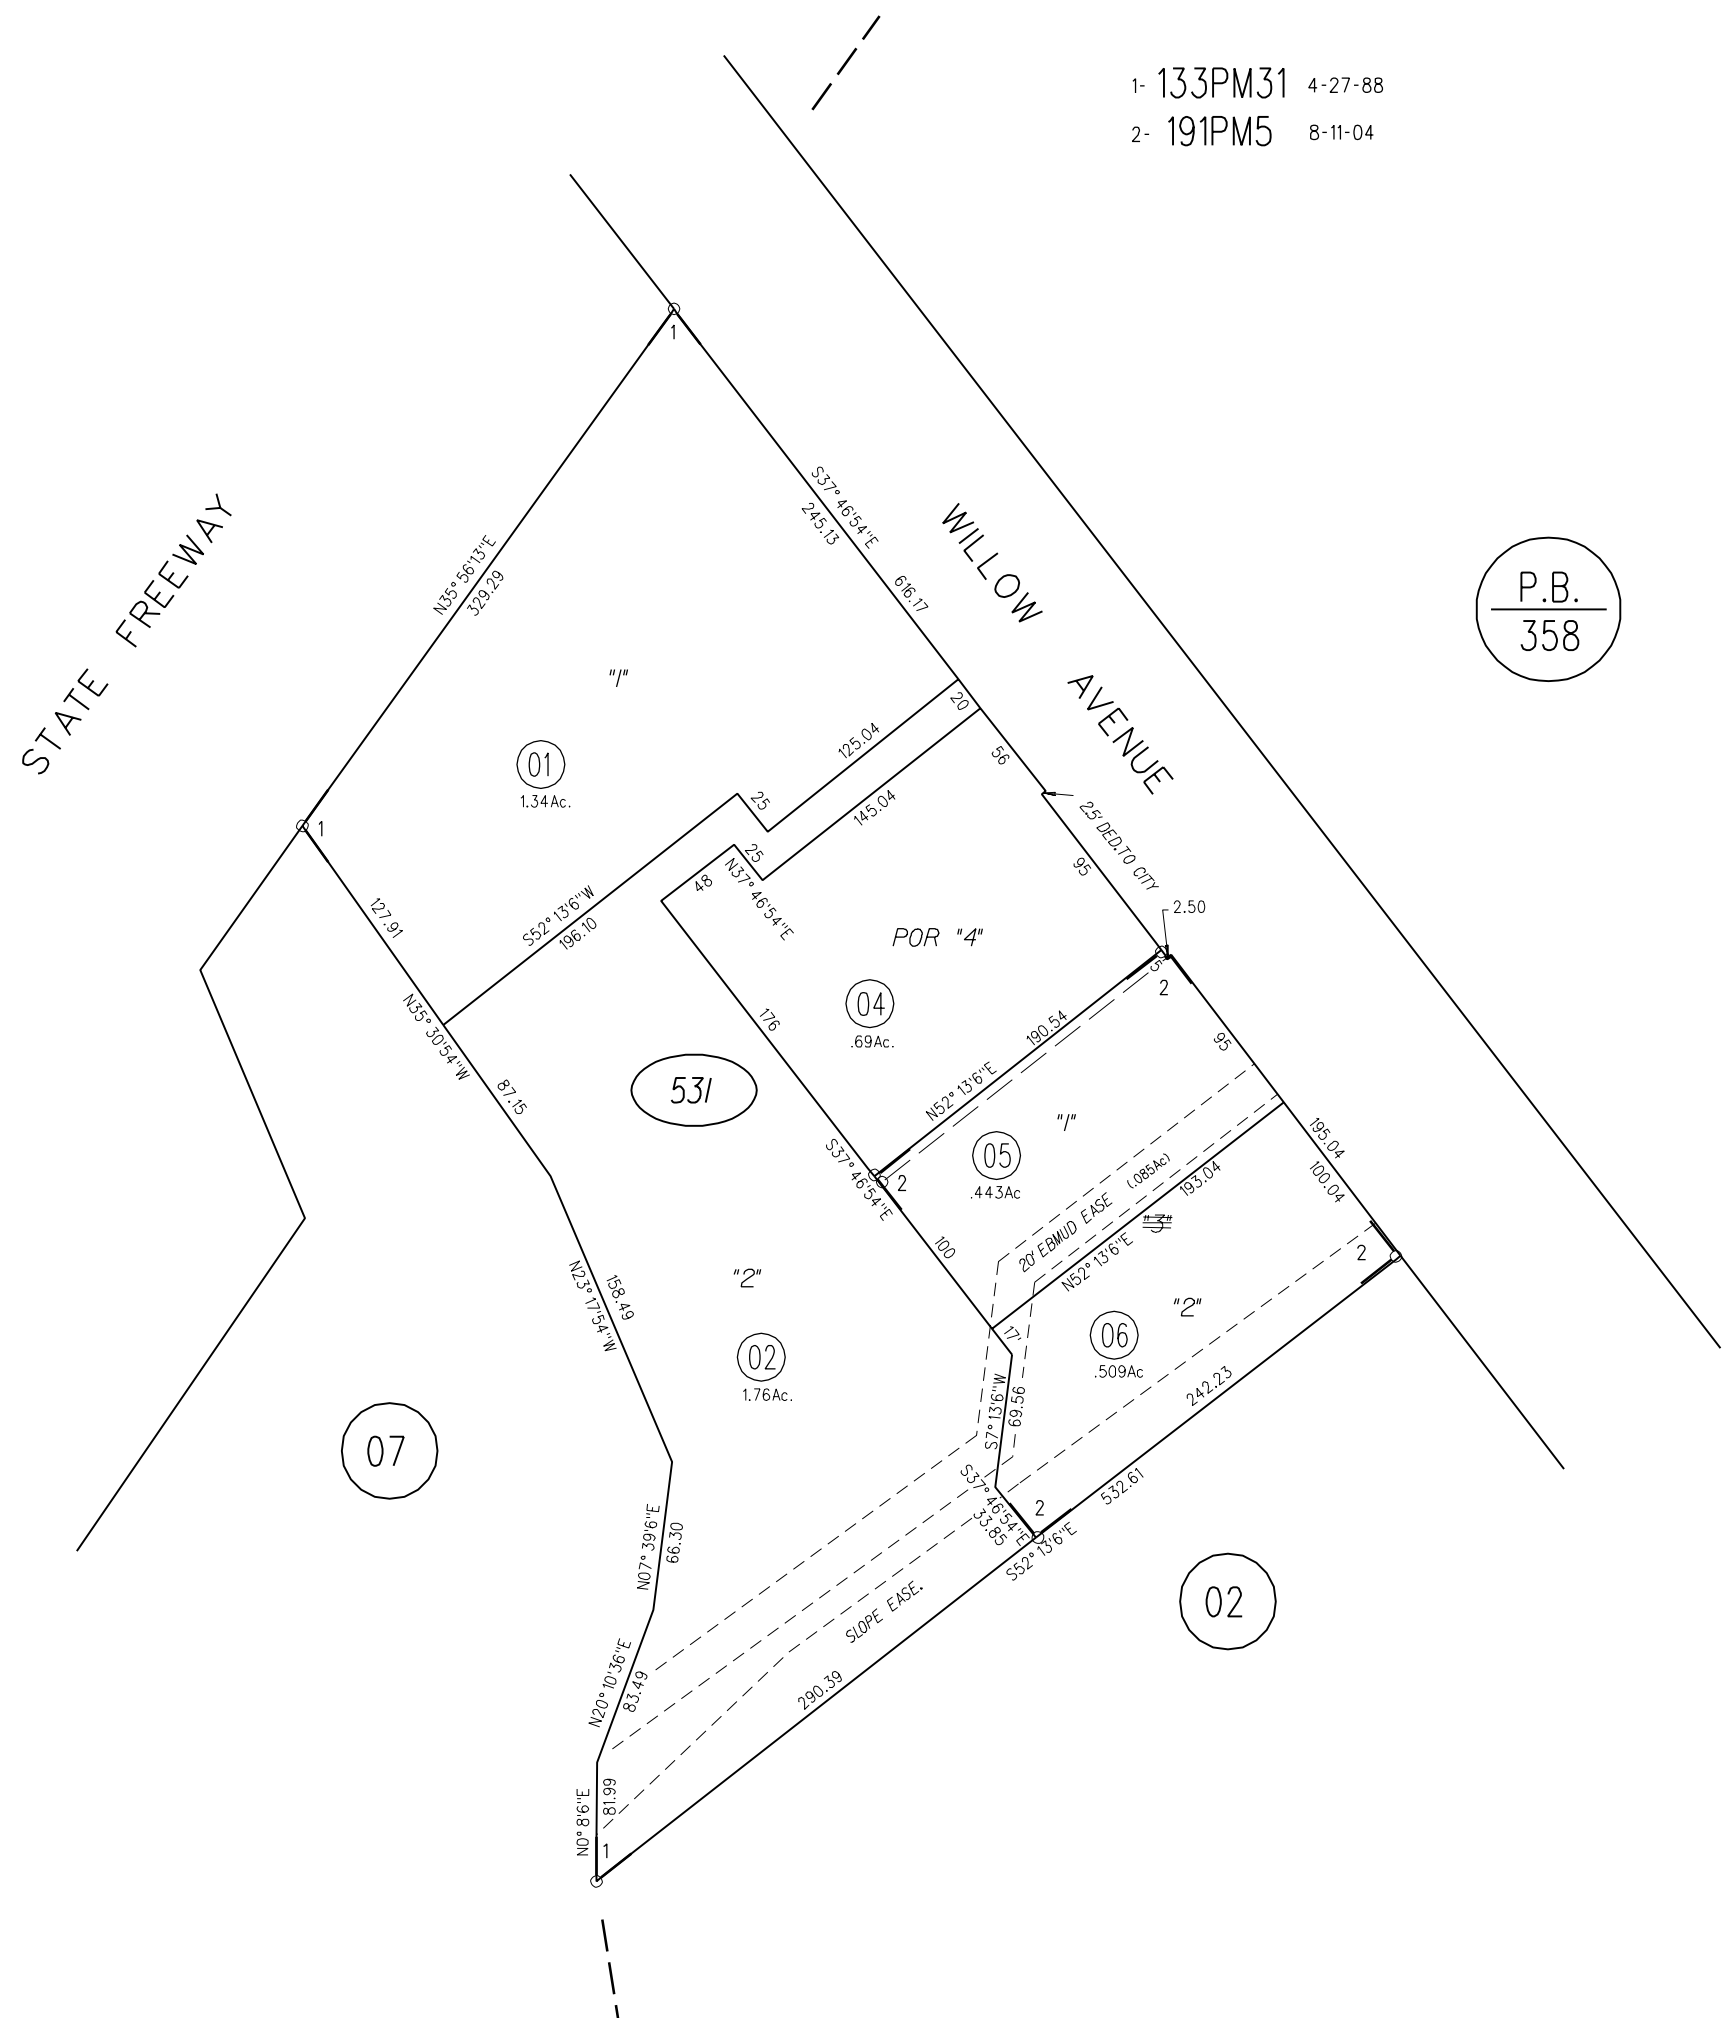 1- 133PM31 4-27-88
2- 191PM5 8-11-04
STATE FREEWAY
WILLOW AVENUE
P.B.
358
1
N35°56'13"E
329.29
S37°46'54"E
245.13
616.17
"1"
01
1.34Ac.
1
20
125.04
56
145.04
25
25
48
N37°46'54"E
2.5' DED. TO CITY
95
2.50
127.91
S52°13'6"W
196.10
POR "4"
04
.69Ac.
5'
2
N35°30'54"W
87.15
176
531
N52°13'6"E
190.54
95
"1"
05
.443Ac
S37°46'54"E
2
195.04
100.04
20' EBMUD EASE (.085Ac)
193.04
N52°13'6"E
"3"
100
2
"2"
06
.509Ac
17'
"2"
02
1.76Ac.
158.49
N23°17'54"W
S7°13'6"W
69.56
242.23
07
S37°46'54"E
33.85
2
532.61
S52°13'6"E
N07°39'6"E
66.30
02
SLOPE EASE.
290.39
N20°10'36"E
83.49
N0°8'6"E
81.99
1